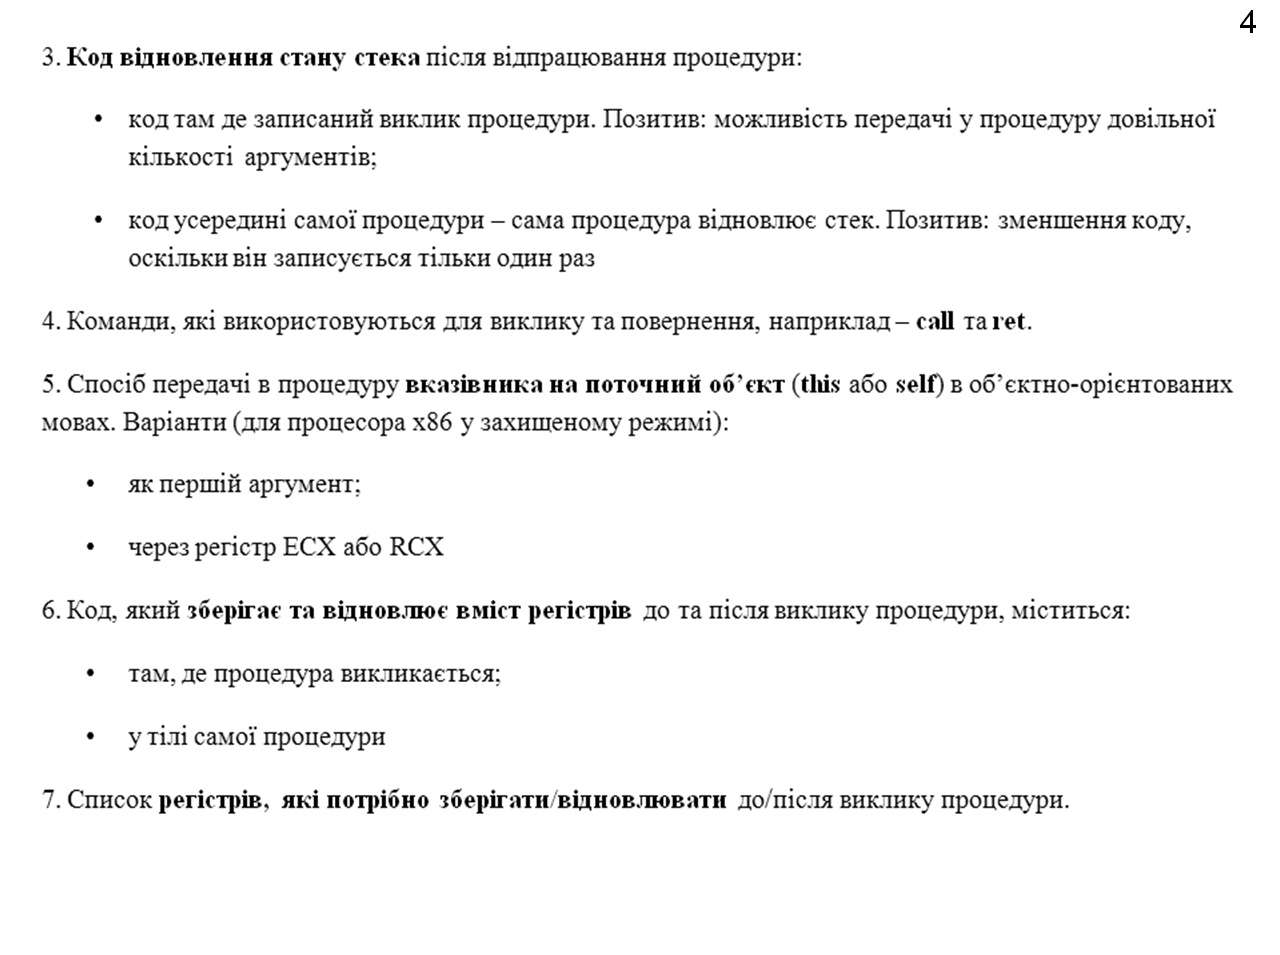 4
3. Код відновлення стану стека після відпрацювання процедури:
• код там де записаний виклик процедури. Позитив: можливість передачі у процедуру довільної
кількості аргументів;
• код усередині самої процедури – сама процедура відновлює стек. Позитив: зменшення коду,
оскільки він записується тільки один раз
4. Команди, які використовуються для виклику та повернення, наприклад – call та ret.
5. Спосіб передачі в процедуру вказівника на поточний об’єкт (this або self) в об’єктно-орієнтованих
мовах. Варіанти (для процесора x86 у захищеному режимі):
• як першій аргумент;
• через регістр ECX або RCX
6. Код, який зберігає та відновлює вміст регістрів до та після виклику процедури, міститься:
• там, де процедура викликається;
• у тілі самої процедури
7. Список регістрів, які потрібно зберігати/відновлювати до/після виклику процедури.